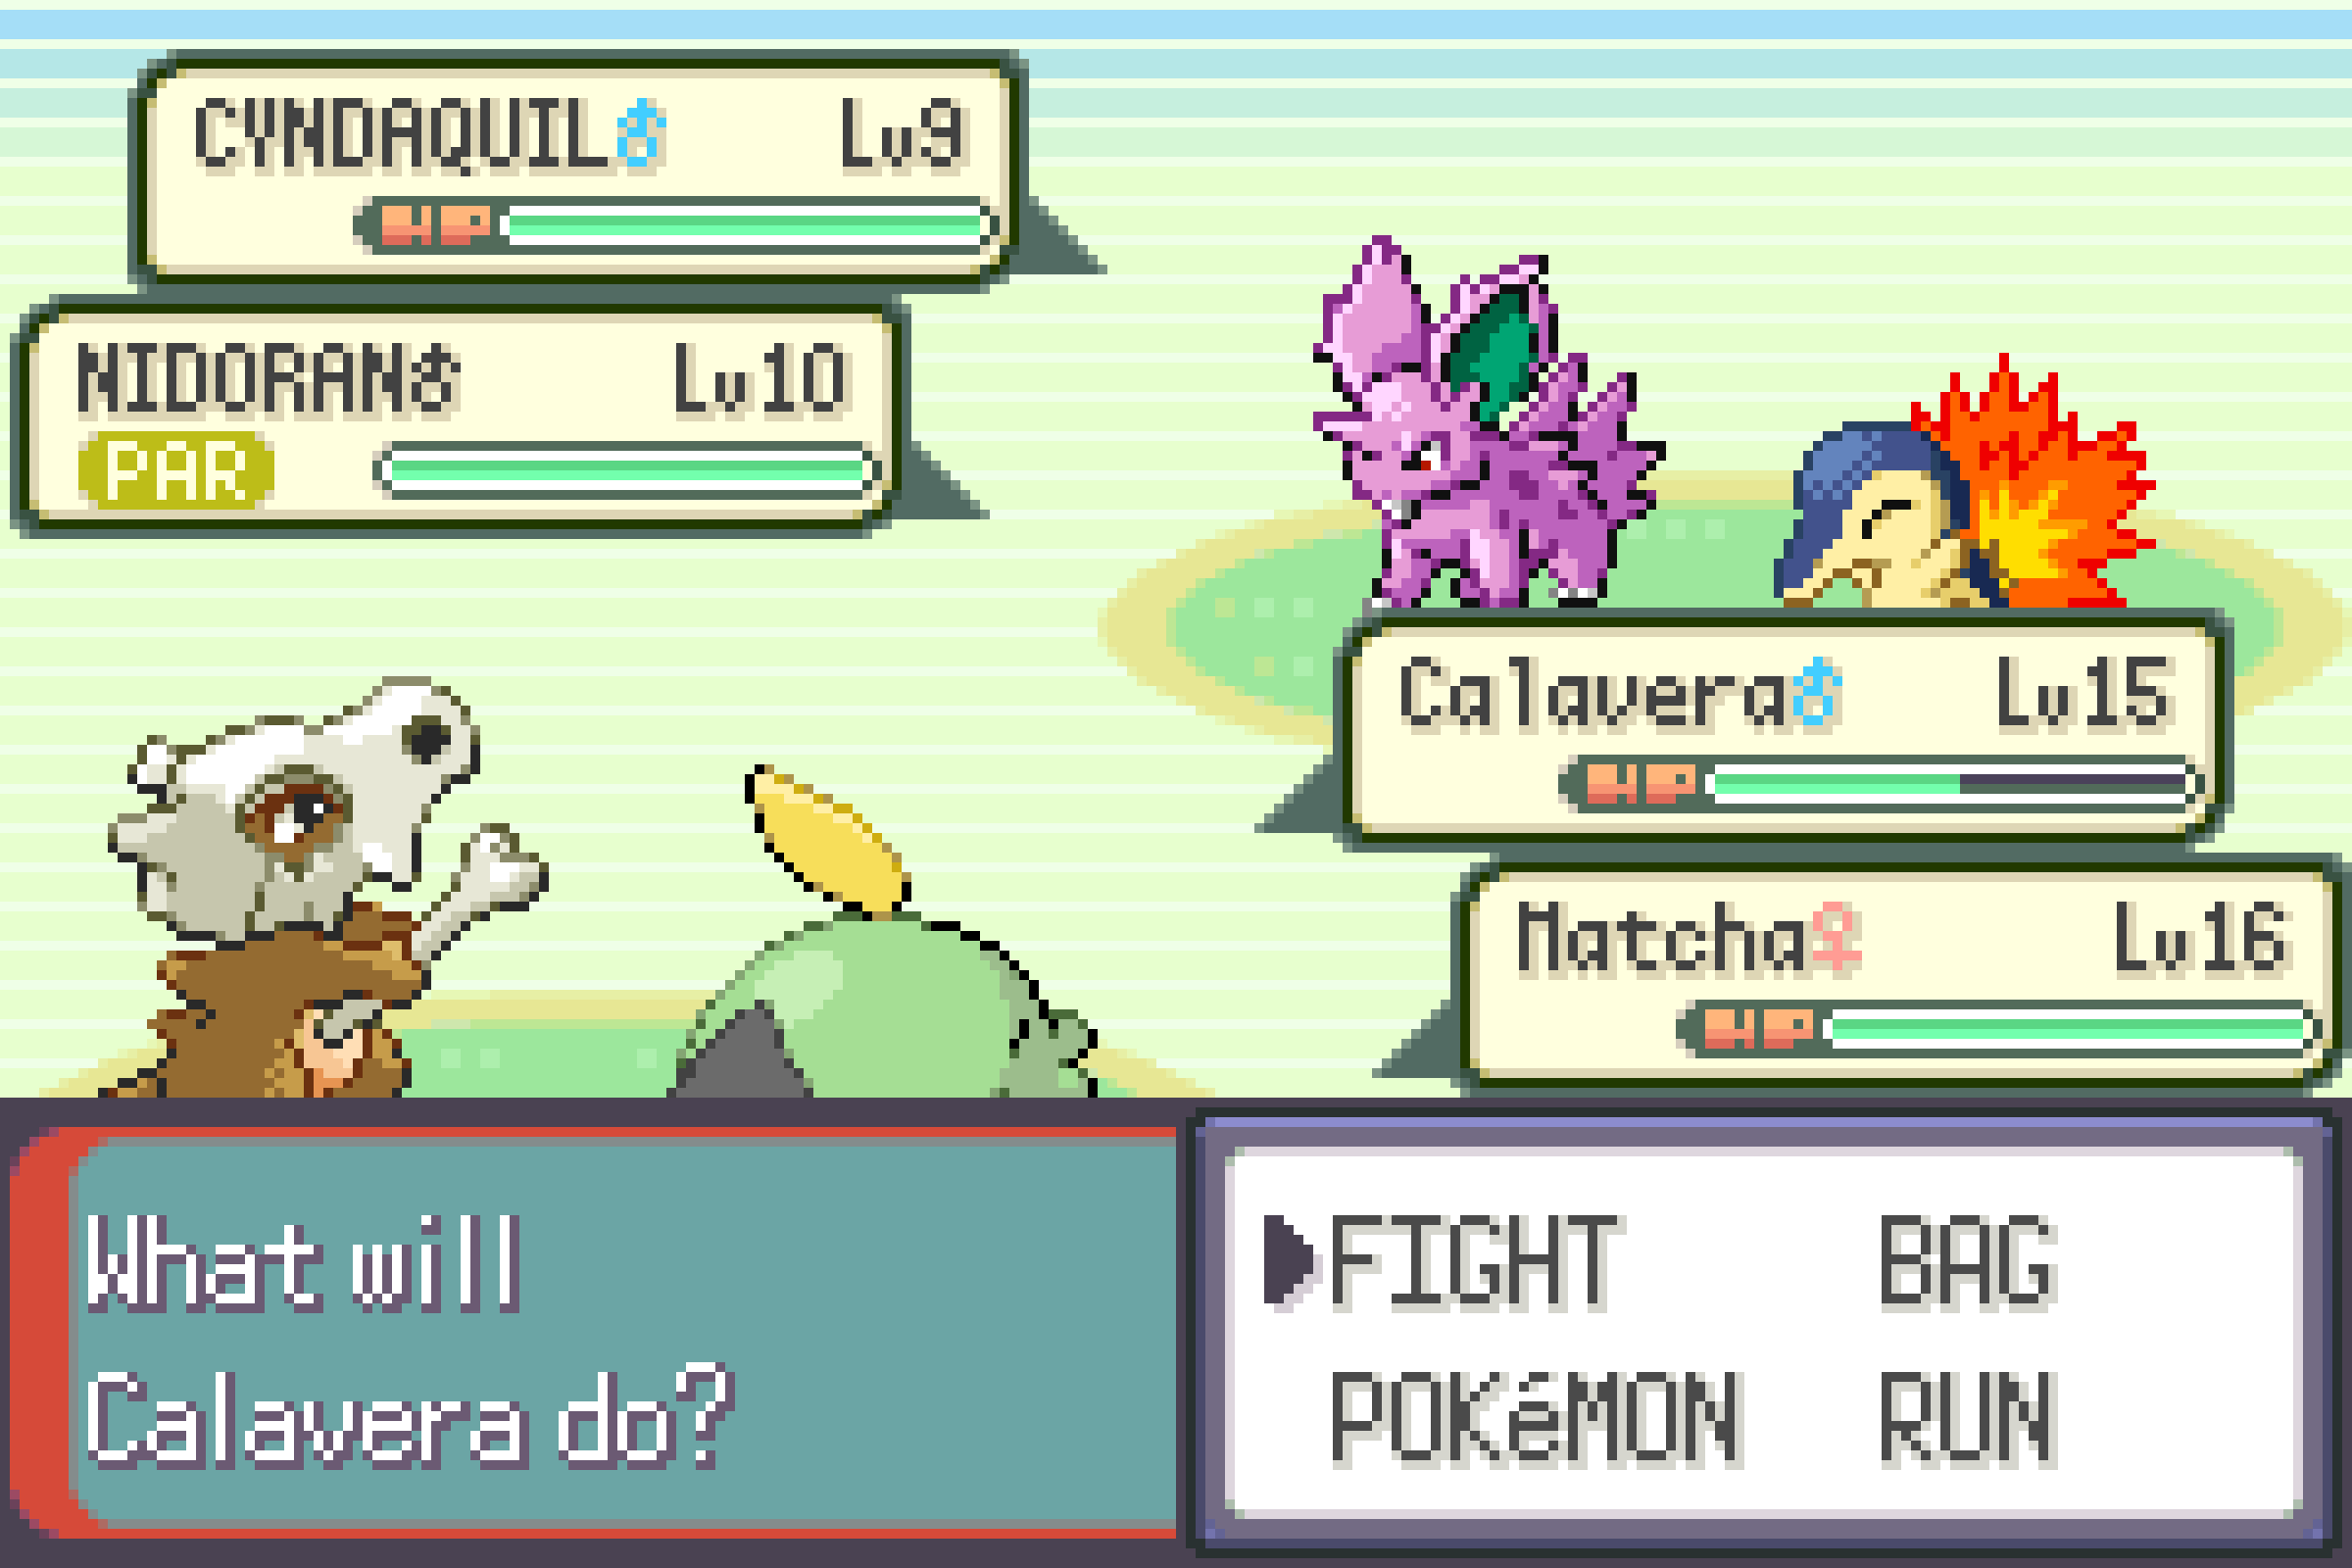 CYNDAQUIL♂ Lv9
HP
NIDORAN♂ Lv10
PAR
Calavera♂ Lv15
HP
Matcha♀ Lv16
HP
What will
Calavera do?
FIGHT BAG
POKéMON RUN